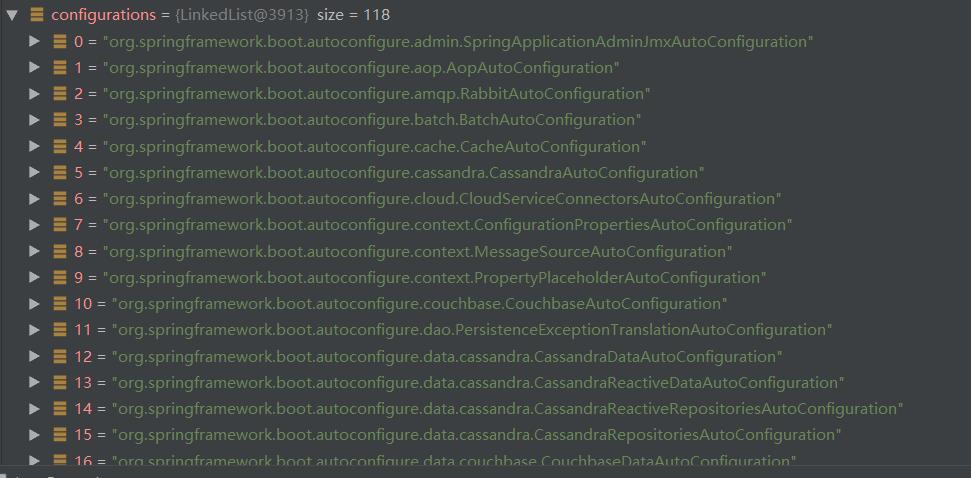 configurations = {LinkedList@3913} size = 118
0 = "org.springframework.boot.autoconfigure.admin.SpringApplicationAdminJmxAutoConfiguration"
1 = "org.springframework.boot.autoconfigure.aop.AopAutoConfiguration"
2 = "org.springframework.boot.autoconfigure.amqp.RabbitAutoConfiguration"
3 = "org.springframework.boot.autoconfigure.batch.BatchAutoConfiguration"
4 = "org.springframework.boot.autoconfigure.cache.CacheAutoConfiguration"
5 = "org.springframework.boot.autoconfigure.cassandra.CassandraAutoConfiguration"
6 = "org.springframework.boot.autoconfigure.cloud.CloudServiceConnectorsAutoConfiguration"
7 = "org.springframework.boot.autoconfigure.context.ConfigurationPropertiesAutoConfiguration"
8 = "org.springframework.boot.autoconfigure.context.MessageSourceAutoConfiguration"
9 = "org.springframework.boot.autoconfigure.context.PropertyPlaceholderAutoConfiguration"
10 = "org.springframework.boot.autoconfigure.couchbase.CouchbaseAutoConfiguration"
11 = "org.springframework.boot.autoconfigure.dao.PersistenceExceptionTranslationAutoConfiguration"
12 = "org.springframework.boot.autoconfigure.data.cassandra.CassandraDataAutoConfiguration"
13 = "org.springframework.boot.autoconfigure.data.cassandra.CassandraReactiveDataAutoConfiguration"
14 = "org.springframework.boot.autoconfigure.data.cassandra.CassandraReactiveRepositoriesAutoConfiguration"
15 = "org.springframework.boot.autoconfigure.data.cassandra.CassandraRepositoriesAutoConfiguration"
16 = "org.springframework.boot.autoconfigure.data.couchbase.CouchbaseDataAutoConfiguration"